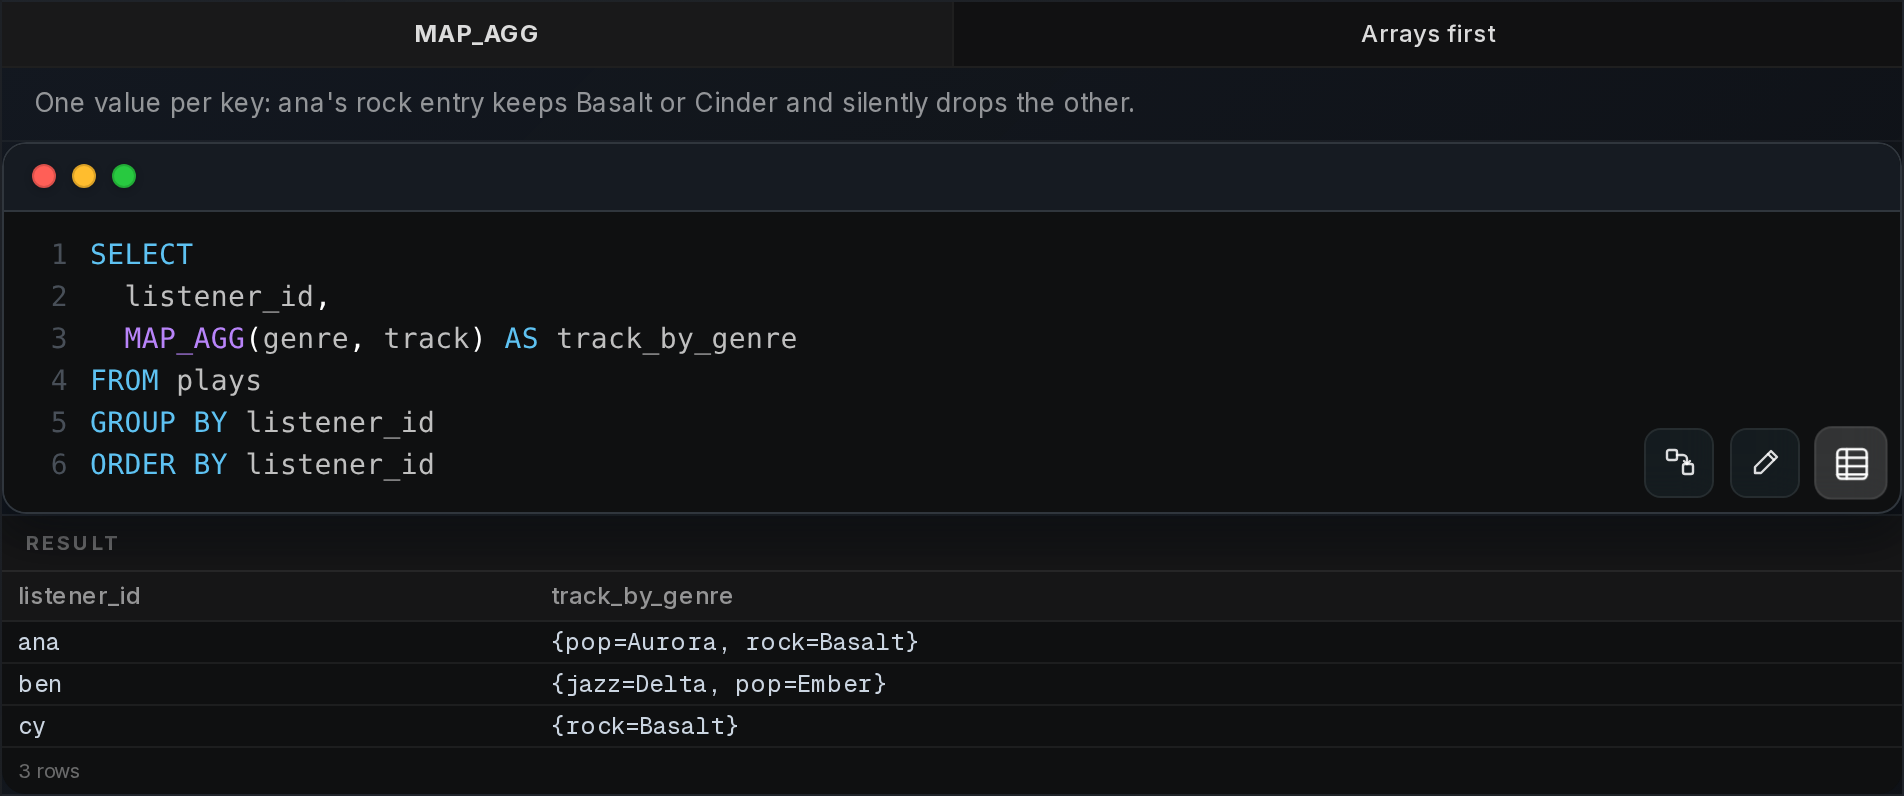 MAP_AGG
Arrays first
One value per key: ana's rock entry keeps Basalt or Cinder and silently drops the other.
1 SELECT
2   listener_id,
3   MAP_AGG(genre, track) AS track_by_genre
4 FROM plays
5 GROUP BY listener_id
6 ORDER BY listener_id
RESULT
listener_id track_by_genre
ana {pop=Aurora, rock=Basalt}
ben {jazz=Delta, pop=Ember}
cy {rock=Basalt}
3 rows